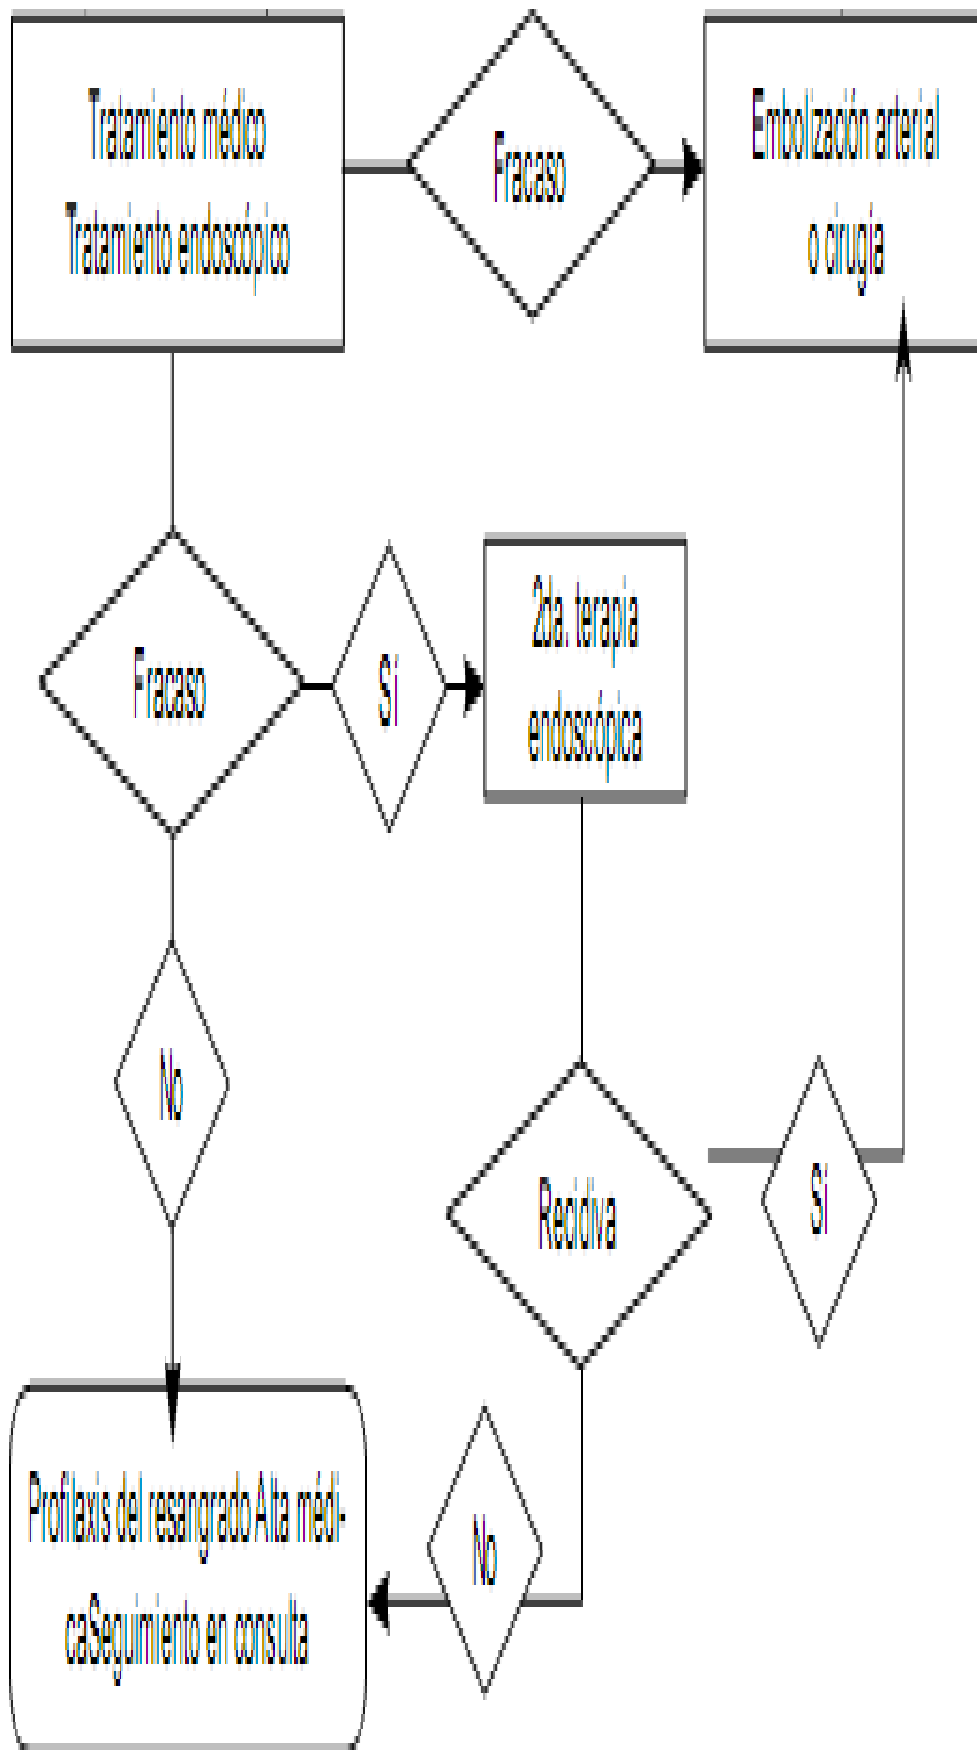 Tratamiento médico
Tratamiento endoscópico
Fracaso
Embolización arterial
o cirugía
Fracaso
Sí
2da. terapia
endoscópica
No
Recidiva
Sí
Profilaxis del resangrado Alta médi-
caSeguimiento en consulta
No